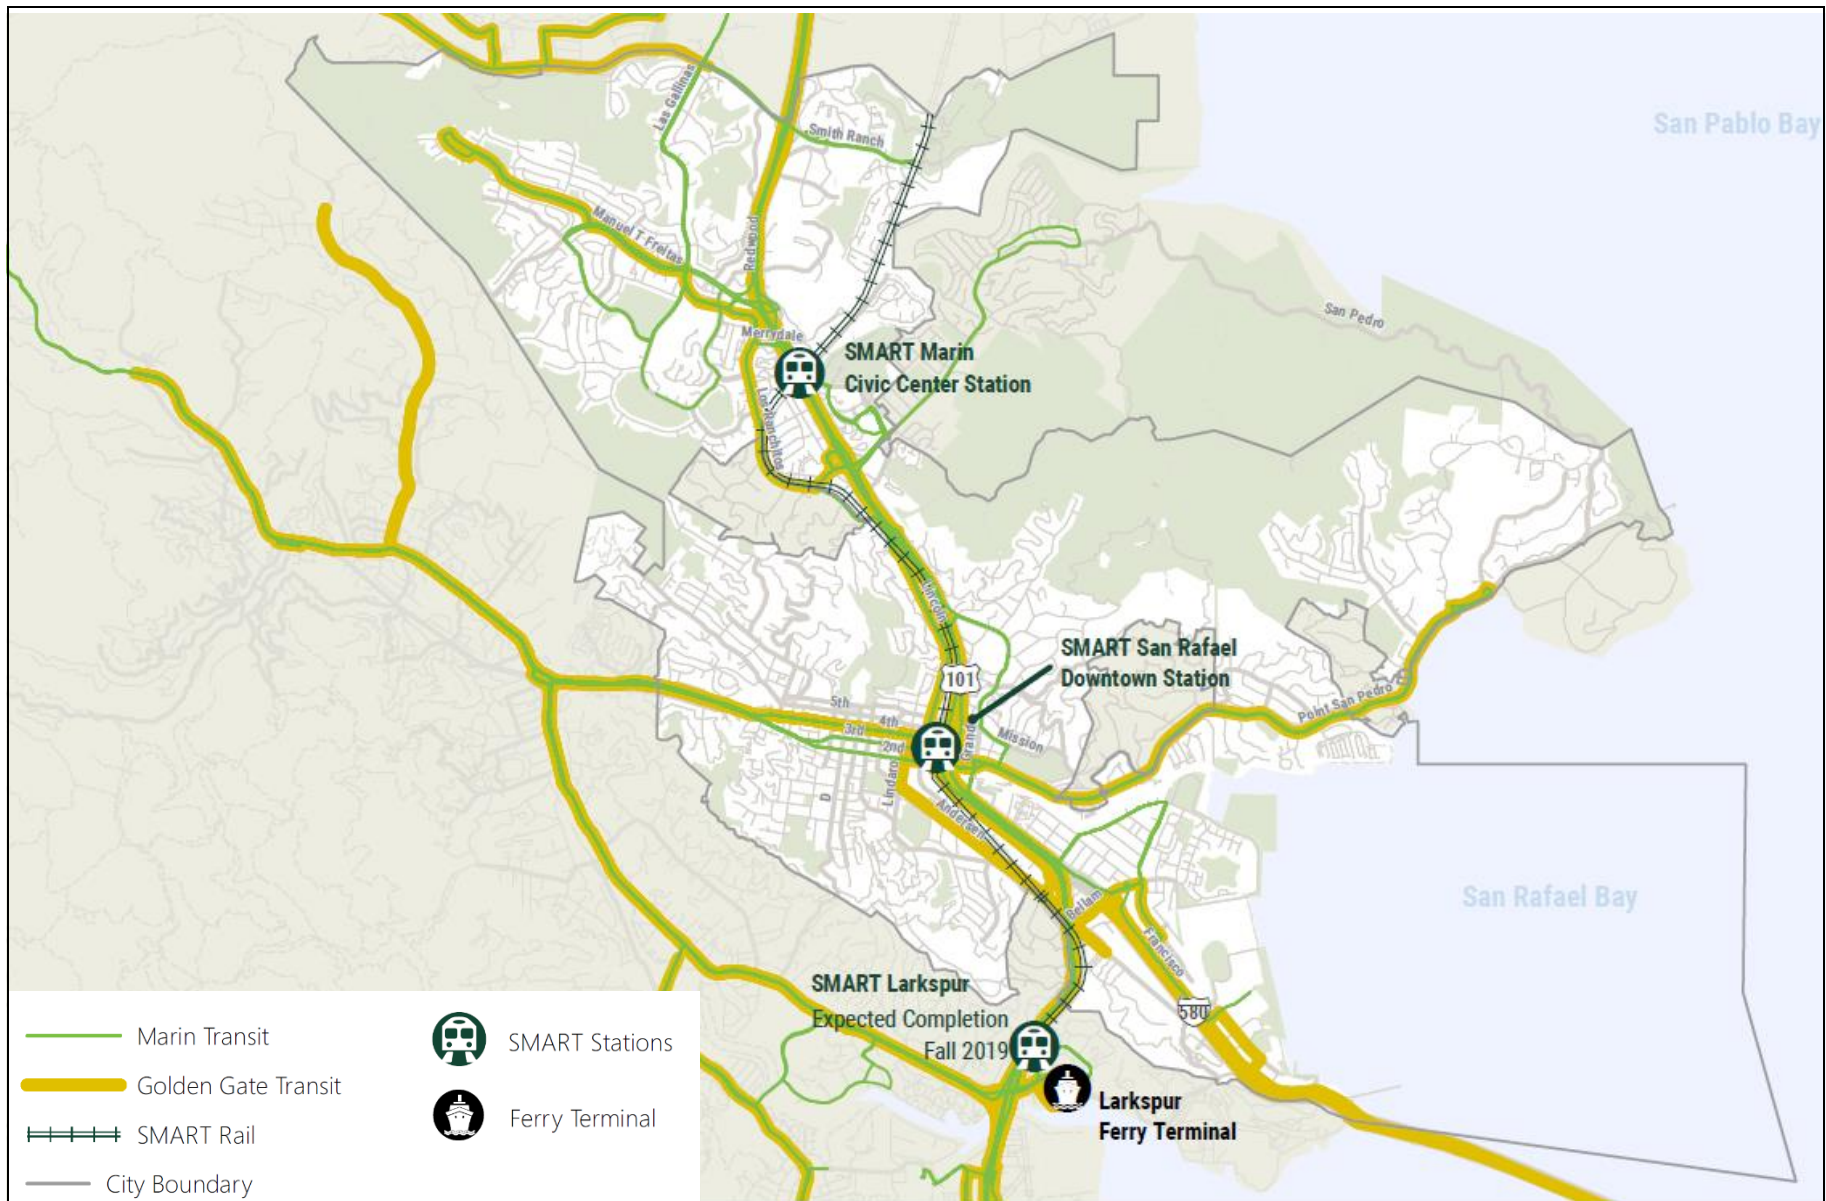 San Pablo Bay
Las Gallinas
Smith Ranch
Manuel T Freitas
Redwood
San Pedro
Merrydale
SMART Marin
Civic Center Station
Los Ranchitos
Lincoln
SMART San Rafael
Downtown Station
101
Point San Pedro
5th
4th
3rd
2nd
Grand
Mission
Lindaro
D
Andersen
Bellam
San Rafael Bay
Francisco
SMART Larkspur
Expected Completion
Fall 2019
580
Larkspur
Ferry Terminal
Marin Transit
Golden Gate Transit
SMART Rail
City Boundary
SMART Stations
Ferry Terminal